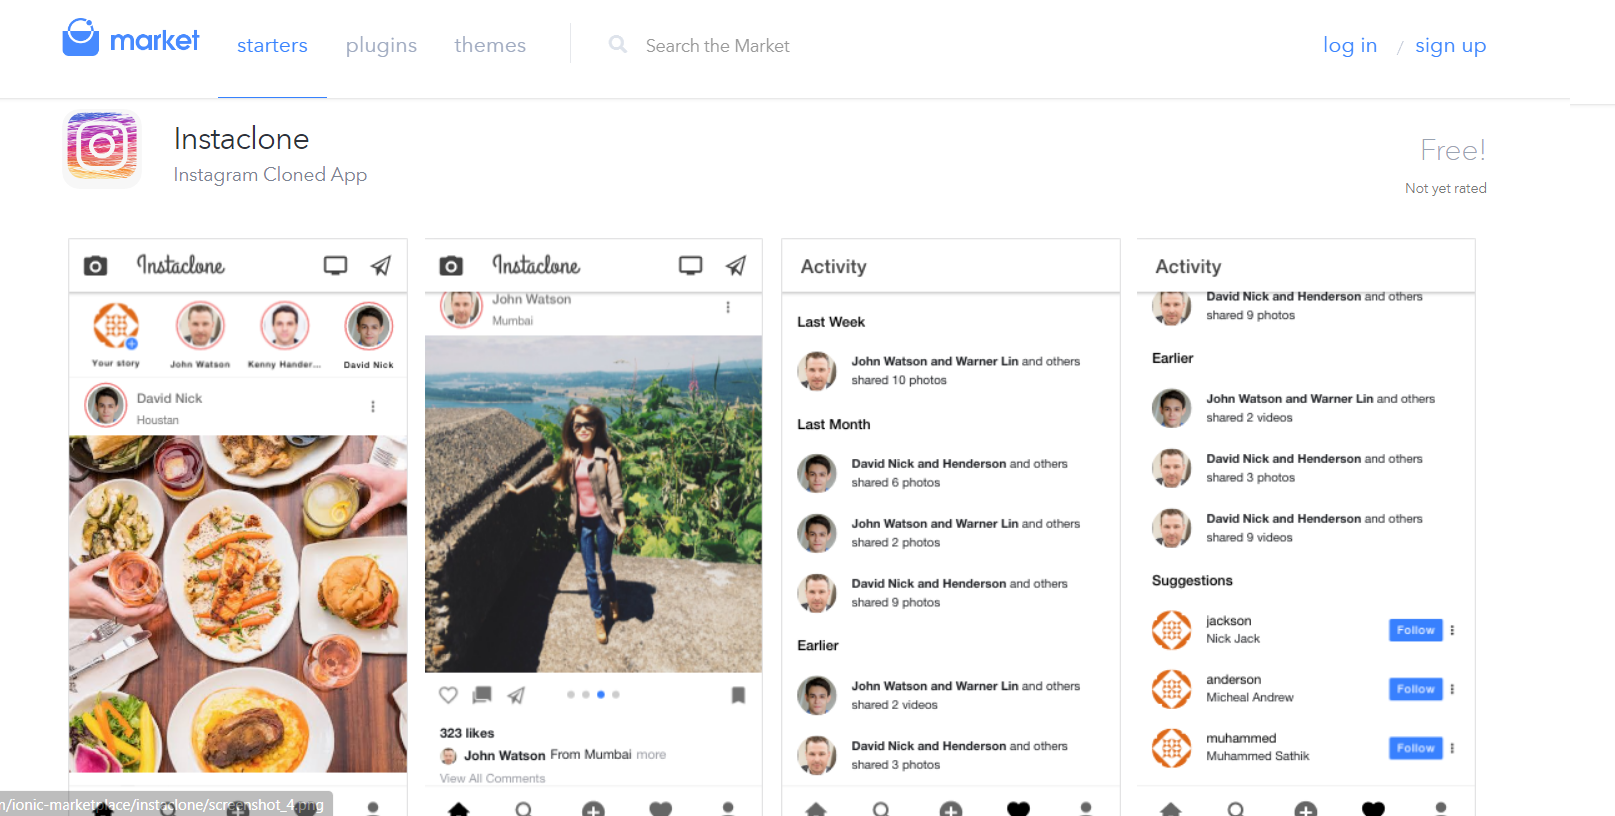 market
starters
plugins
themes
Search the Market
log in / sign up
Instaclone
Instagram Cloned App
Free!
Not yet rated
Instaclone
Your story
John Watson
Kenny Hander...
David Nick
David Nick
Houstan
Instaclone
John Watson
Mumbai
323 likes
John Watson From Mumbai more
View All Comments
Activity
Last Week
John Watson and Warner Lin and others
shared 10 photos
Last Month
David Nick and Henderson and others
shared 6 photos
John Watson and Warner Lin and others
shared 2 photos
David Nick and Henderson and others
shared 9 photos
Earlier
John Watson and Warner Lin and others
shared 2 videos
David Nick and Henderson and others
shared 3 photos
Activity
David Nick and Henderson and others
shared 9 photos
Earlier
John Watson and Warner Lin and others
shared 2 videos
David Nick and Henderson and others
shared 3 photos
David Nick and Henderson and others
shared 9 videos
Suggestions
jackson
Nick Jack
Follow
anderson
Micheal Andrew
Follow
muhammed
Muhammed Sathik
Follow
/ionic-marketplace/instaclone/screenshot_4.png